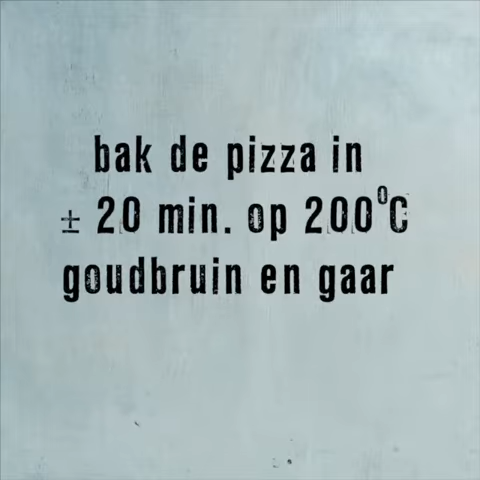 bak de pizza in
± 20 min. op 200°C
goudbruin en gaar